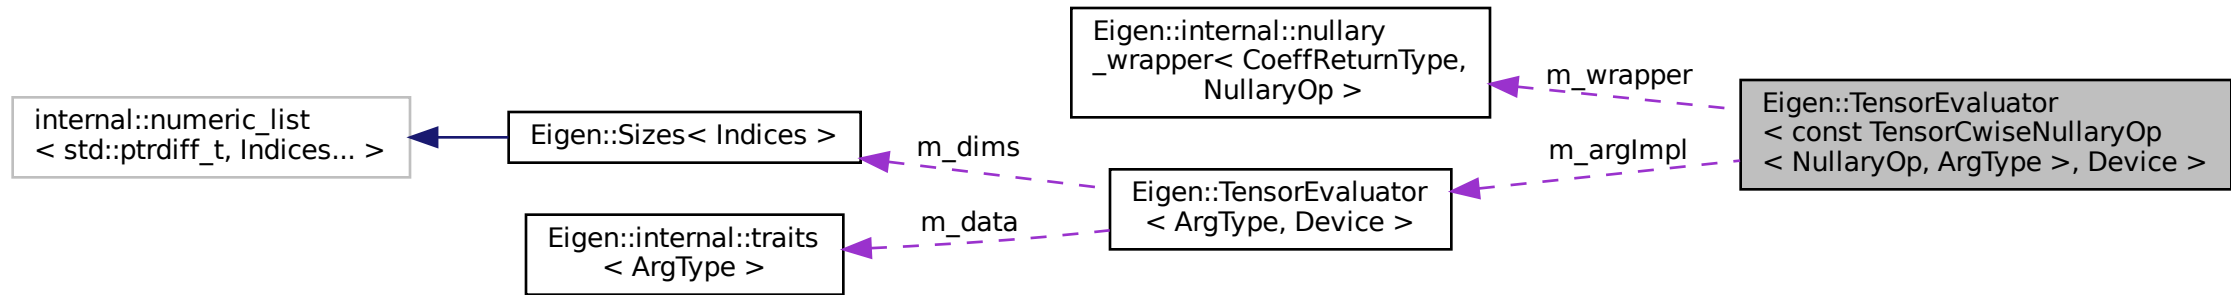 internal::numeric_list
< std::ptrdiff_t, Indices... >
Eigen::Sizes< Indices >
Eigen::internal::traits
< ArgType >
m_dims
m_data
Eigen::internal::nullary
_wrapper< CoeffReturnType,
NullaryOp >
Eigen::TensorEvaluator
< ArgType, Device >
m_wrapper
m_argImpl
Eigen::TensorEvaluator
< const TensorCwiseNullaryOp
< NullaryOp, ArgType >, Device >